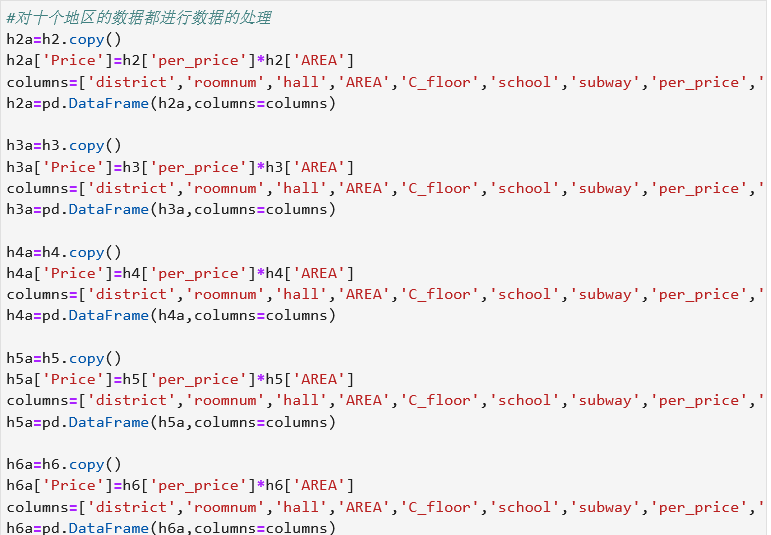 #对十个地区的数据都进行数据的处理
h2a=h2.copy()
h2a['Price']=h2['per_price']*h2['AREA']
columns=['district','roomnum','hall','AREA','C_floor','school','subway','per_price','
h2a=pd.DataFrame(h2a,columns=columns)
h3a=h3.copy()
h3a['Price']=h3['per_price']*h3['AREA']
columns=['district','roomnum','hall','AREA','C_floor','school','subway','per_price','
h3a=pd.DataFrame(h3a,columns=columns)
h4a=h4.copy()
h4a['Price']=h4['per_price']*h4['AREA']
columns=['district','roomnum','hall','AREA','C_floor','school','subway','per_price','
h4a=pd.DataFrame(h4a,columns=columns)
h5a=h5.copy()
h5a['Price']=h5['per_price']*h5['AREA']
columns=['district','roomnum','hall','AREA','C_floor','school','subway','per_price','
h5a=pd.DataFrame(h5a,columns=columns)
h6a=h6.copy()
h6a['Price']=h6['per_price']*h6['AREA']
columns=['district','roomnum','hall','AREA','C_floor','school','subway','per_price','
h6a=pd.DataFrame(h6a,columns=columns)